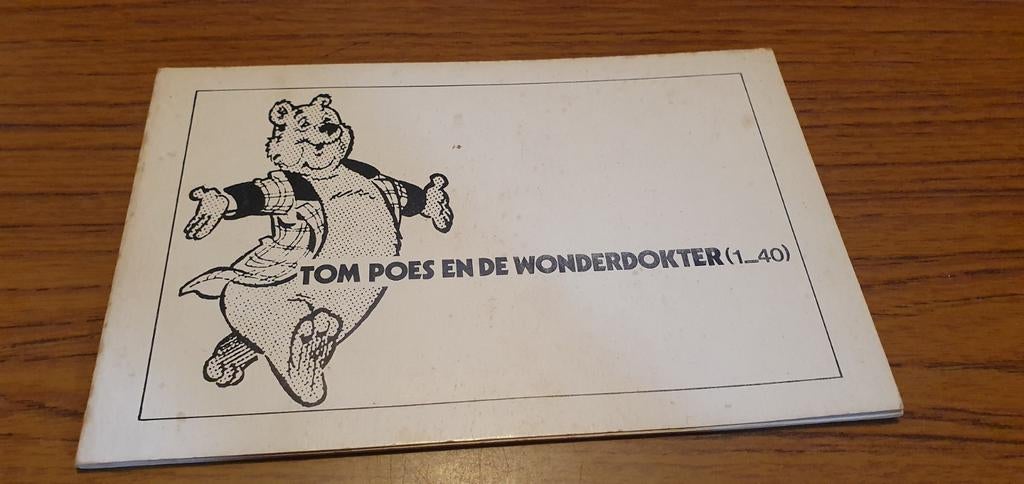 TOM POES EN DE WONDERDOKTER (1_40)